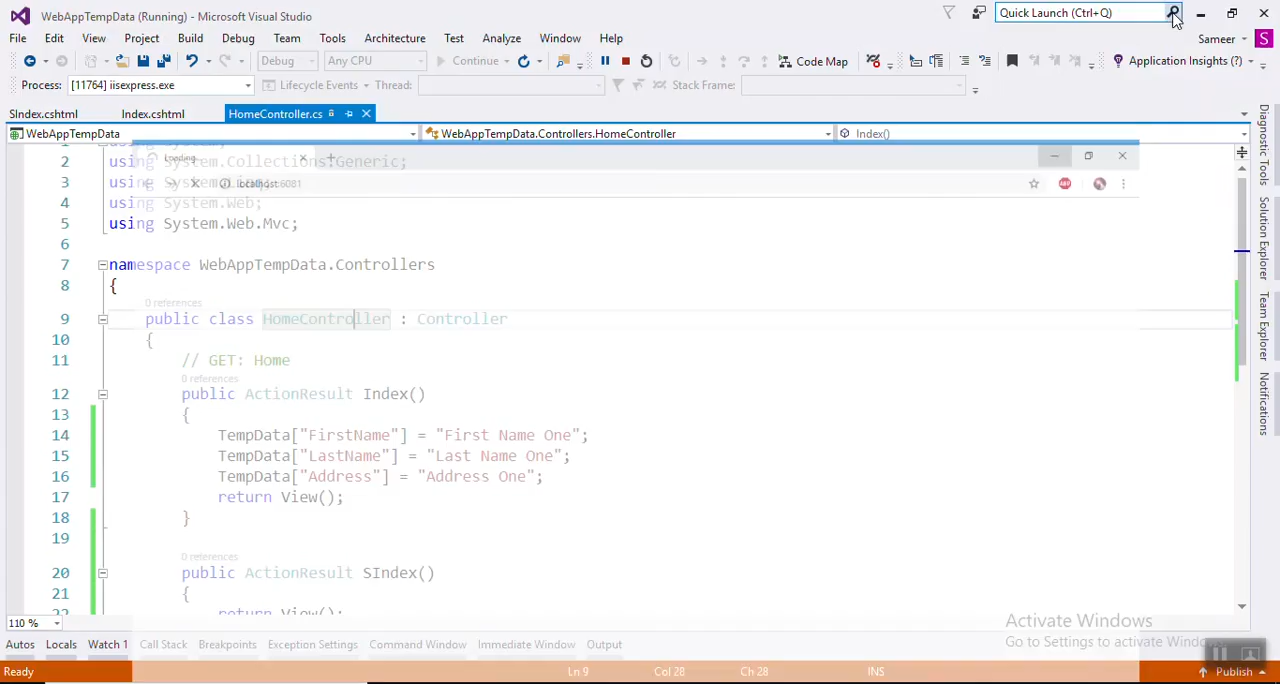 WebAppTempData (Running) - Microsoft Visual Studio
Quick Launch (Ctrl+Q)
File Edit View Project Build Debug Team Tools Architecture Test Analyze Window Help
Sameer S
Debug Any CPU Continue Code Map Application Insights (?)
Process: [11764] iisexpress.exe Lifecycle Events Thread: Stack Frame:
SIndex.cshtml Index.cshtml HomeController.cs
WebAppTempData WebAppTempData.Controllers.HomeController Index()
Loading
localhost:6081
ABP
2 using System.Collections.Generic;
3 using
4 using System.Web;
5 using System.Web.Mvc;
6
7 namespace WebAppTempData.Controllers
8 {
0 references
9 public class HomeController : Controller
10 {
11 // GET: Home
0 references
12 public ActionResult Index()
13 {
14 TempData["FirstName"] = "First Name One";
15 TempData["LastName"] = "Last Name One";
16 TempData["Address"] = "Address One";
17 return View();
18 }
19
0 references
20 public ActionResult SIndex()
21 {
22 return View();
110 %
Diagnostic Tools
Solution Explorer
Team Explorer
Notifications
Activate Windows
Go to Settings to activate Windows
Autos Locals Watch 1 Call Stack Breakpoints Exception Settings Command Window Immediate Window Output
Ready Ln 9 Col 28 Ch 28 INS Publish